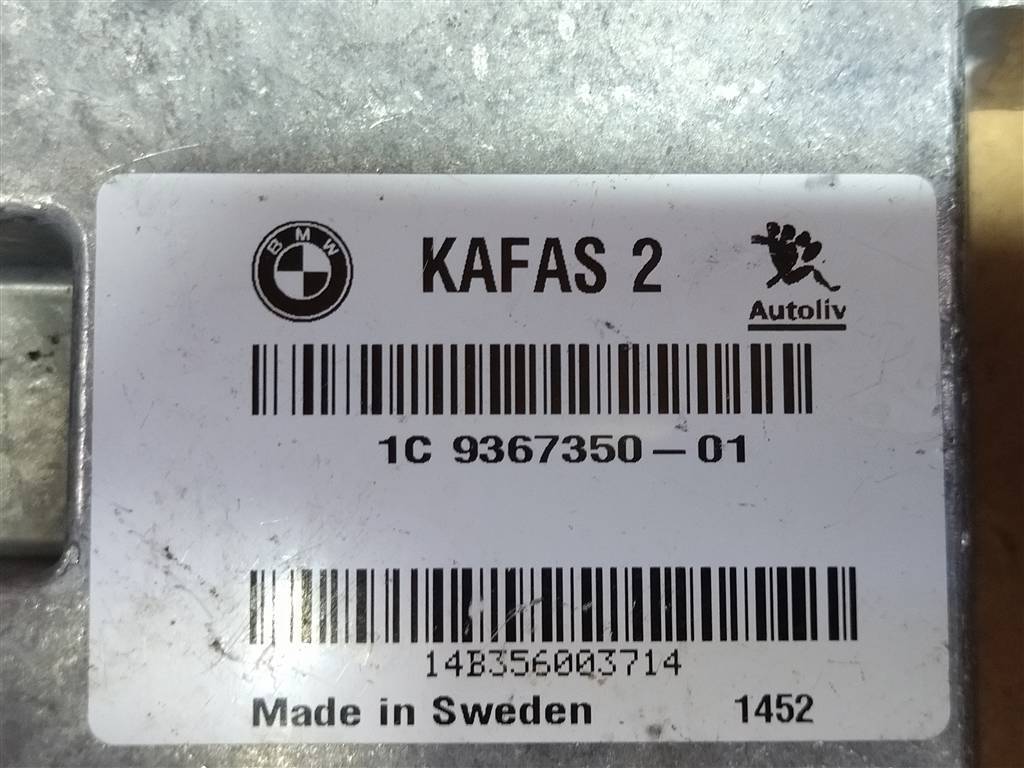 BMW KAFAS 2
Autoliv
1C 9367350-01
14B356003714
Made in Sweden 1452